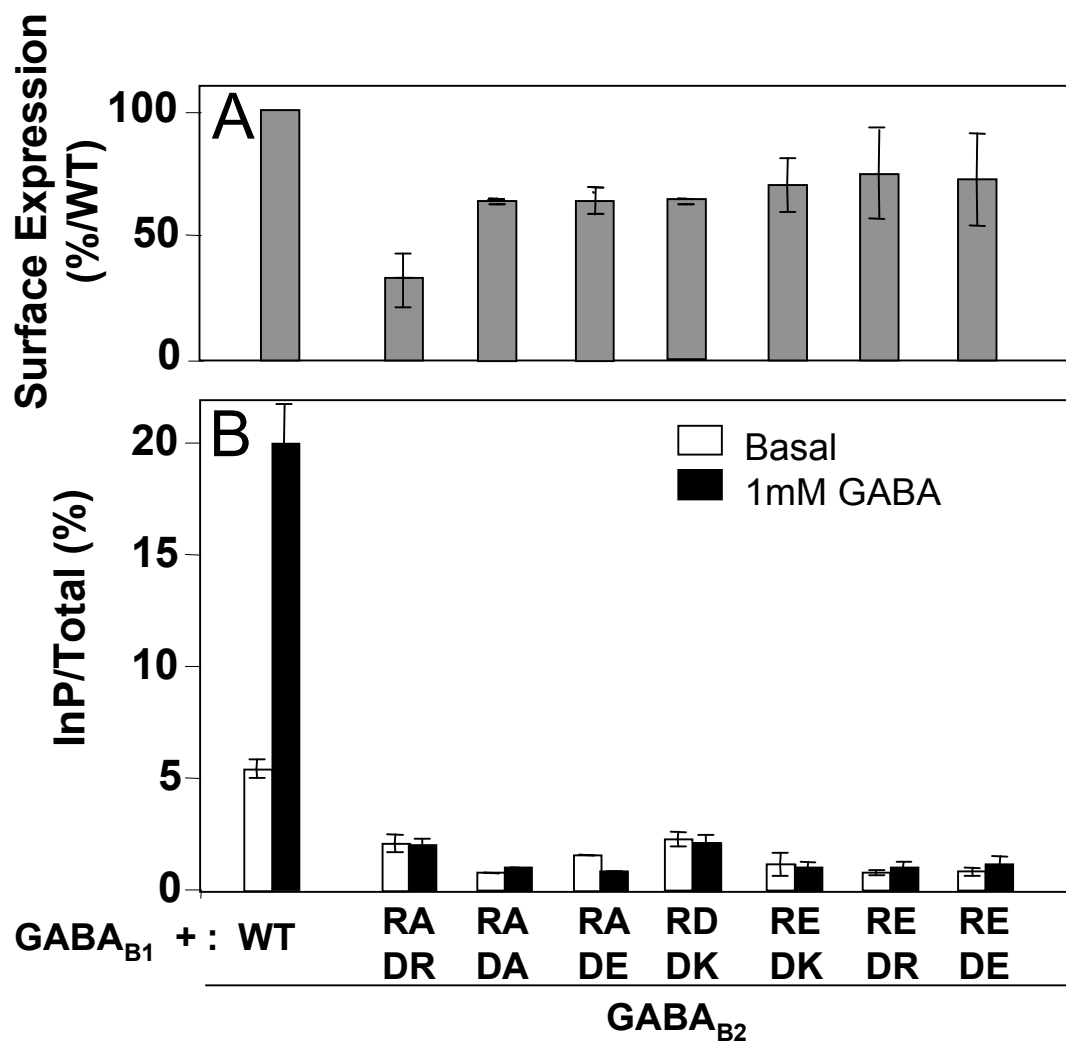 Surface Expression
(%/WT)
A
100
50
0
InP/Total (%)
B
20
15
10
5
0
Basal
1mM GABA
GABAB1 + : WT
RA RA RA RD RE RE RE
DR DA DE DK DK DR DE
GABAB2